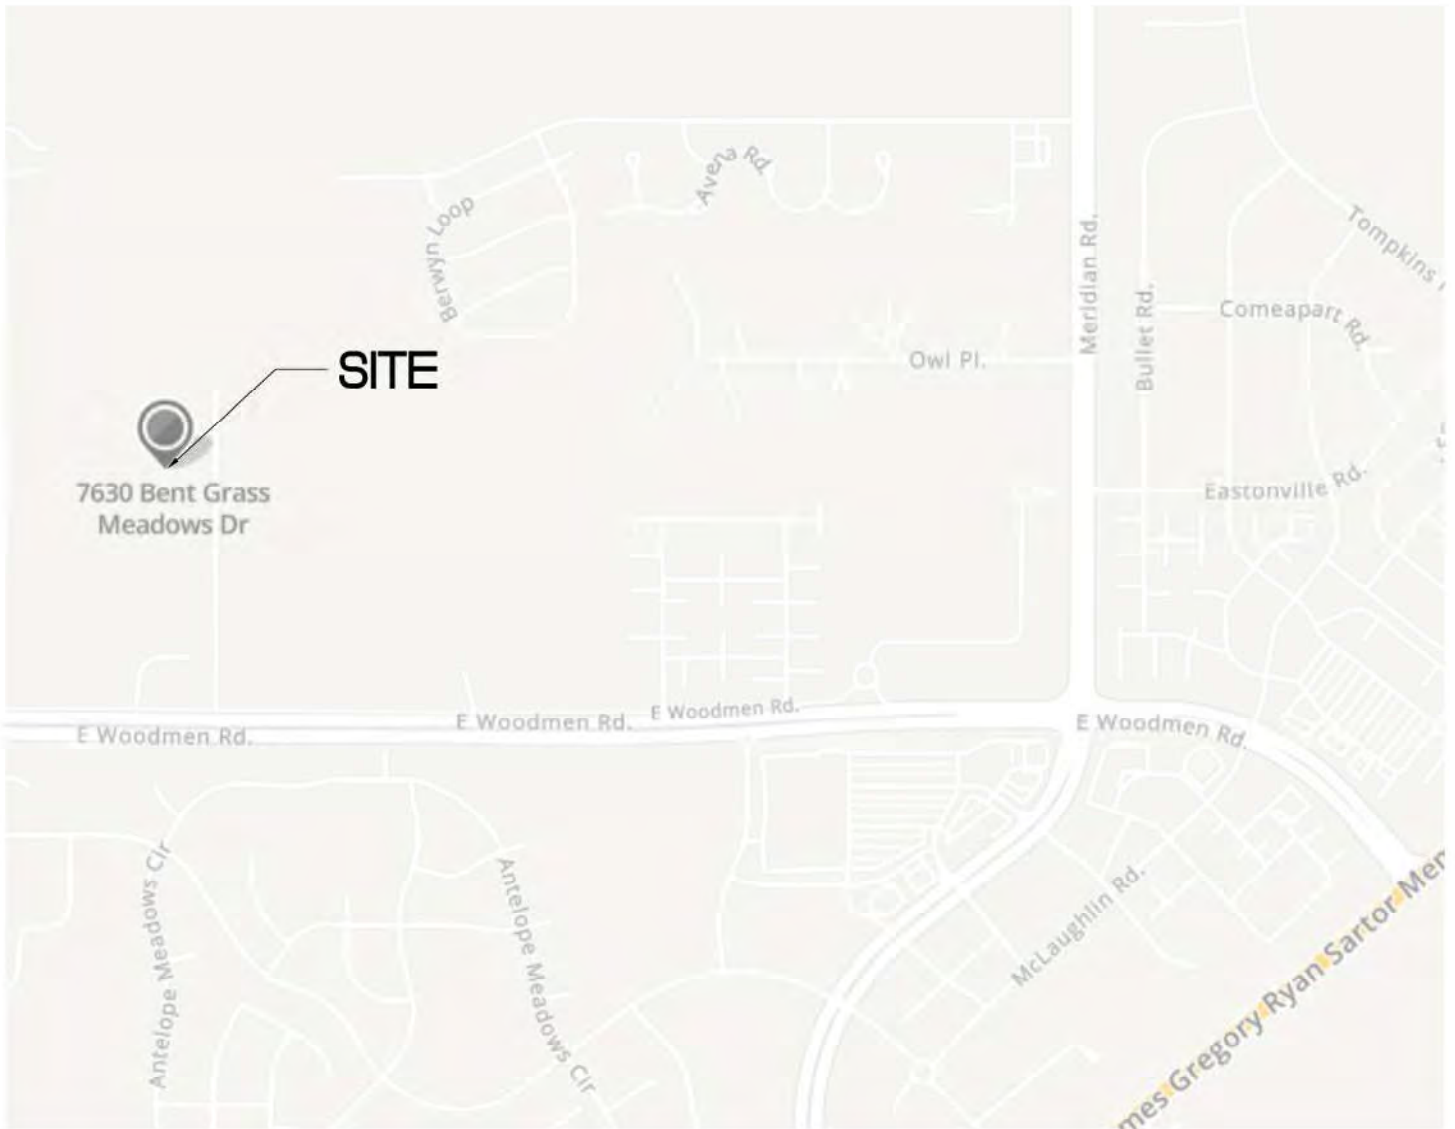 Avena Rd.
Berwyn Loop
Tompkins
Meridian Rd.
Bullet Rd.
Comeapart Rd.
Owl Pl.
SITE
7630 Bent Grass
Meadows Dr
Eastonville Rd.
E Woodmen Rd.
E Woodmen Rd.
E Woodmen Rd.
E Woodmen Rd.
Antelope Meadows Cir
Antelope Meadows Cir
McLaughlin Rd.
mes Gregory Ryan Sartor Mem